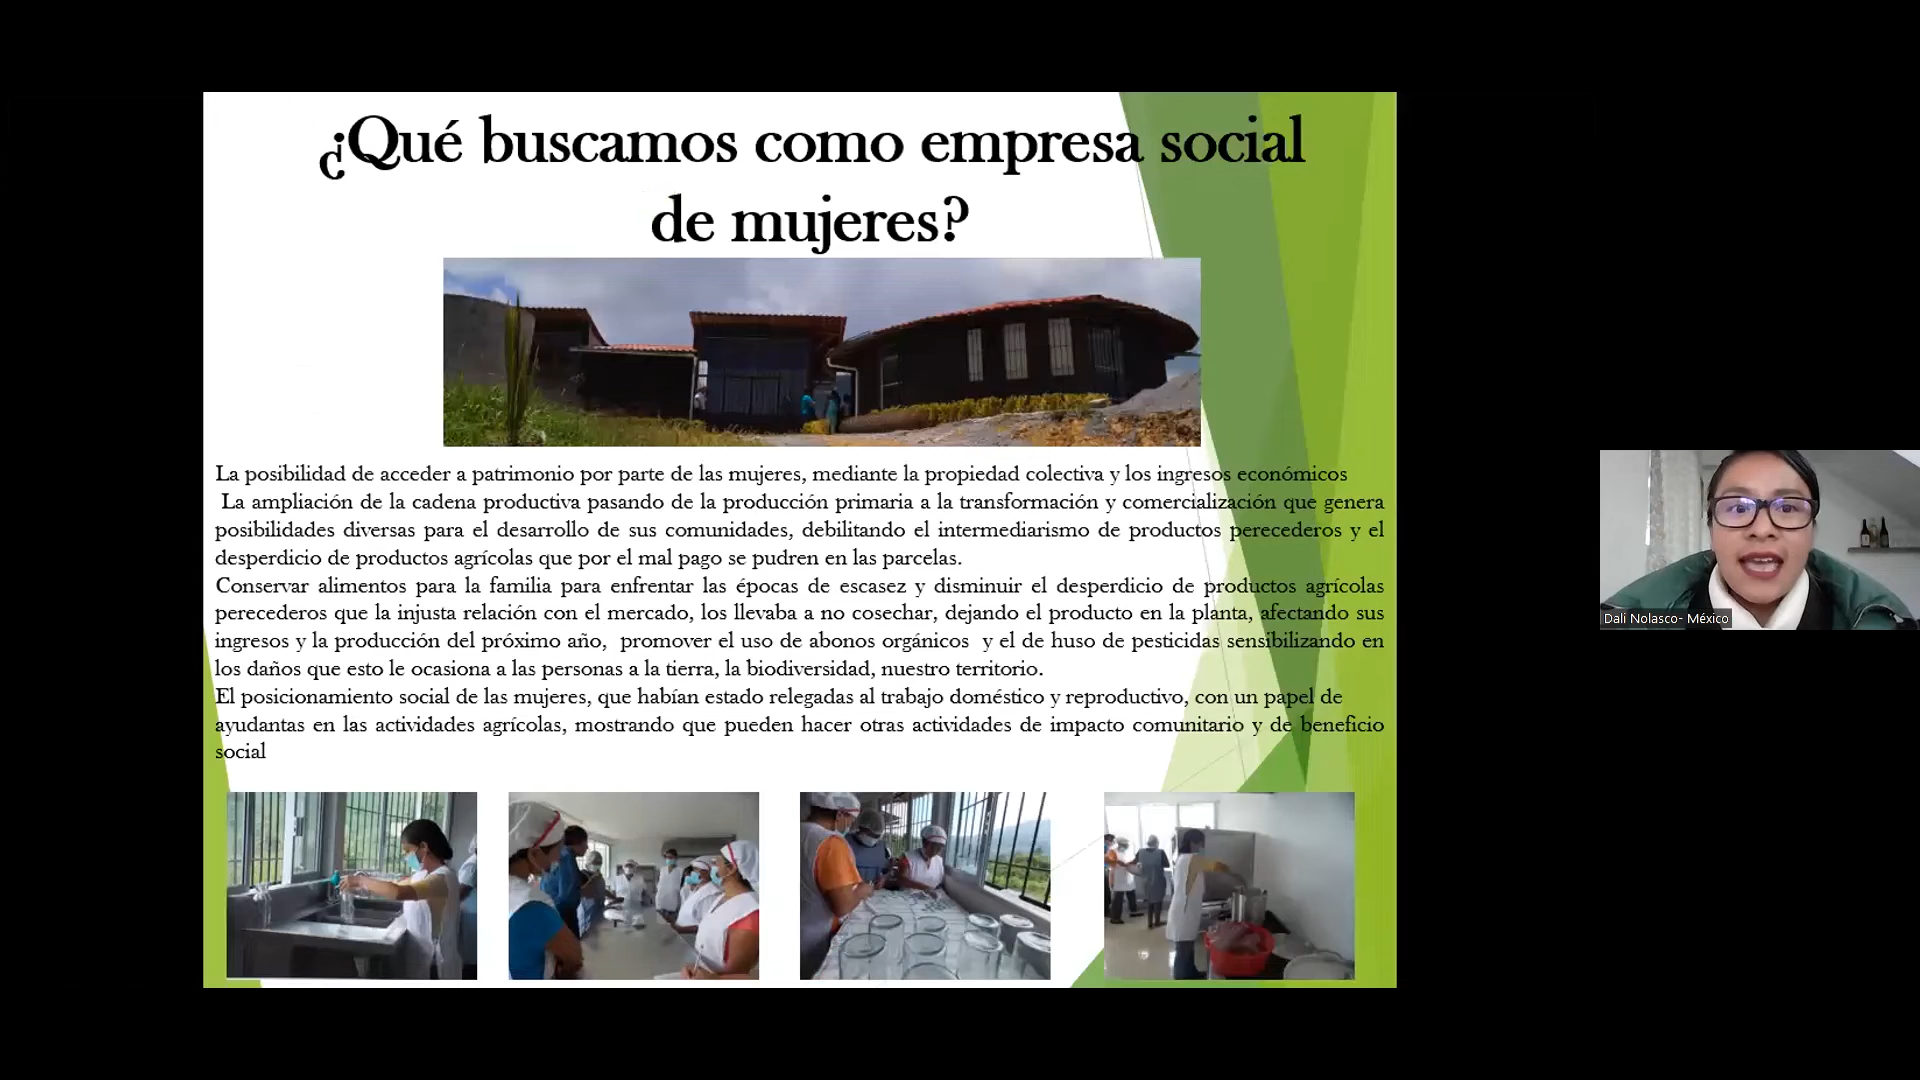 ¿Qué buscamos como empresa social
de mujeres?
La posibilidad de acceder a patrimonio por parte de las mujeres, mediante la propiedad colectiva y los ingresos económicos
La ampliación de la cadena productiva pasando de la producción primaria a la transformación y comercialización que genera
posibilidades diversas para el desarrollo de sus comunidades, debilitando el intermediarismo de productos perecederos y el
desperdicio de productos agrícolas que por el mal pago se pudren en las parcelas.
Conservar alimentos para la familia para enfrentar las épocas de escasez y disminuir el desperdicio de productos agrícolas
perecederos que la injusta relación con el mercado, los llevaba a no cosechar, dejando el producto en la planta, afectando sus
ingresos y la producción del próximo año, promover el uso de abonos orgánicos y el de huso de pesticidas sensibilizando en
los daños que esto le ocasiona a las personas a la tierra, la biodiversidad, nuestro territorio.
El posicionamiento social de las mujeres, que habían estado relegadas al trabajo doméstico y reproductivo, con un papel de
ayudantas en las actividades agrícolas, mostrando que pueden hacer otras actividades de impacto comunitario y de beneficio
social
Dali Nolasco- México